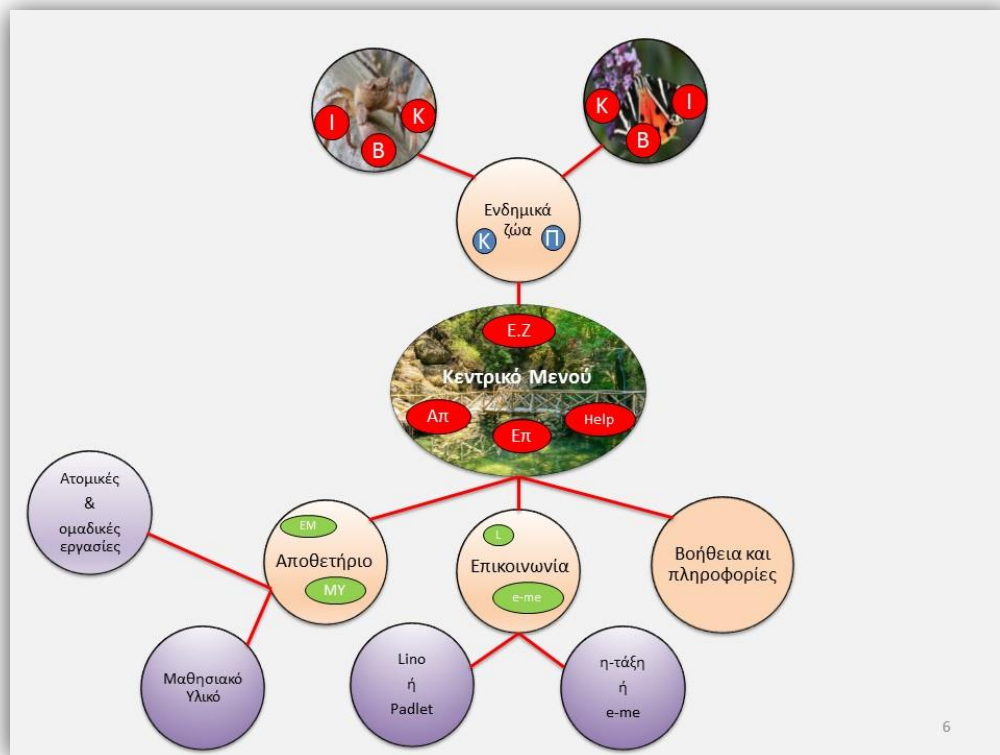 Ι
Β
Κ
Κ
Β
Ι
Ενδημικά
ζώα
Κ
Π
Ε.Ζ
Κεντρικό Μενού
Απ
Επ
Help
Ατομικές
&
ομαδικές
εργασίες
ΕΜ
Αποθετήριο
ΜΥ
L
Επικοινωνία
e-me
Βοήθεια και
πληροφορίες
Μαθησιακό
Υλικό
Lino
ή
Padlet
η-τάξη
ή
e-me
6